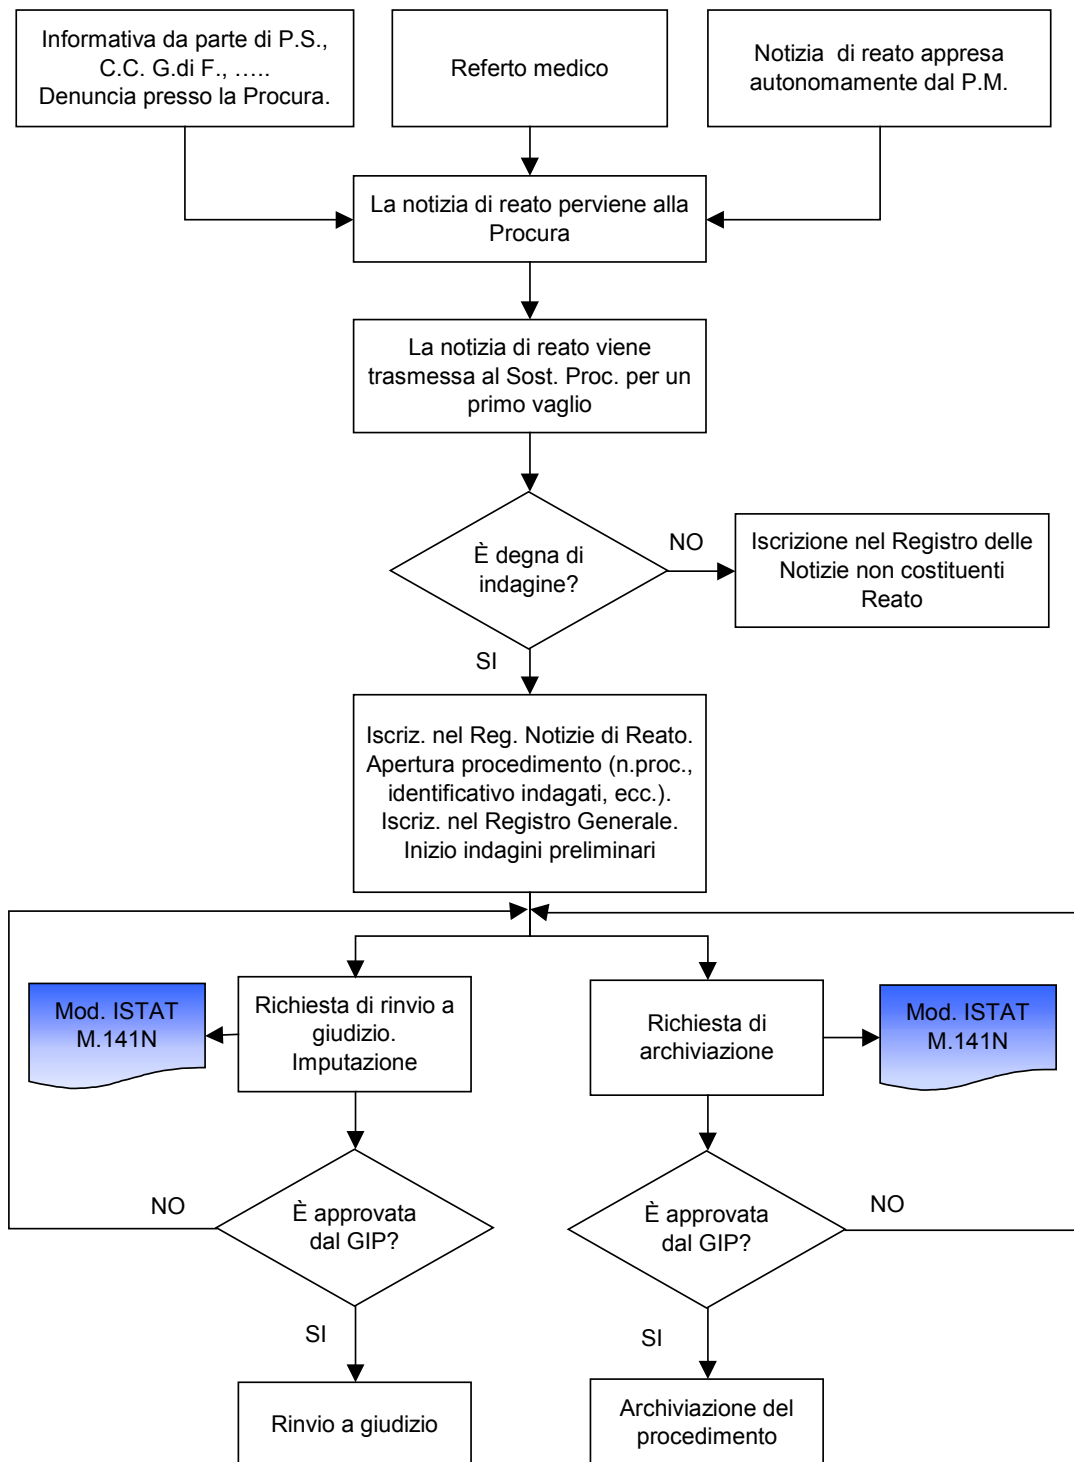 Informativa da parte di P.S.,
C.C. G.di F., …..
Denuncia presso la Procura.
Referto medico
Notizia  di reato appresa
autonomamente dal P.M.
La notizia di reato perviene alla
Procura
La notizia di reato viene
trasmessa al Sost. Proc. per un
primo vaglio
È degna di
indagine?
NO
Iscrizione nel Registro delle
Notizie non costituenti
Reato
SI
Iscriz. nel Reg. Notizie di Reato.
Apertura procedimento (n.proc.,
identificativo indagati, ecc.).
Iscriz. nel Registro Generale.
Inizio indagini preliminari
Mod. ISTAT
M.141N
Richiesta di rinvio a
giudizio.
Imputazione
Richiesta di
archiviazione
Mod. ISTAT
M.141N
NO
È approvata
dal GIP?
È approvata
dal GIP?
NO
SI
SI
Rinvio a giudizio
Archiviazione del
procedimento